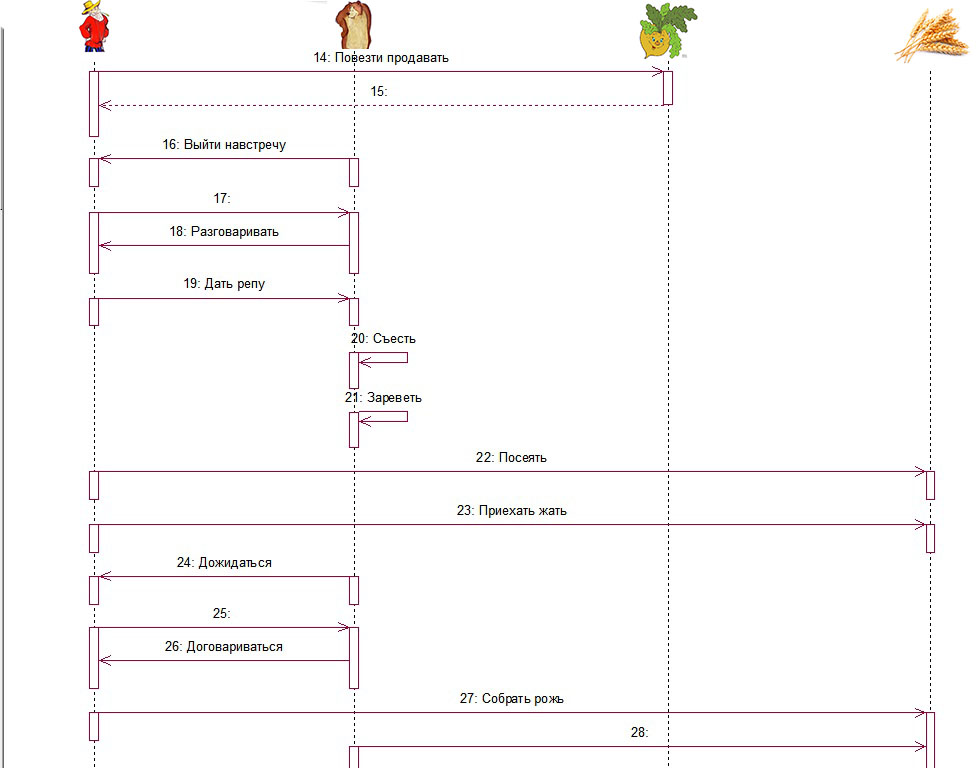 14: Повезти продавать
15:
16: Выйти навстречу
17:
18: Разговаривать
19: Дать репу
20: Съесть
21: Зареветь
22: Посеять
23: Приехать жать
24: Дожидаться
25:
26: Договариваться
27: Собрать рожь
28: